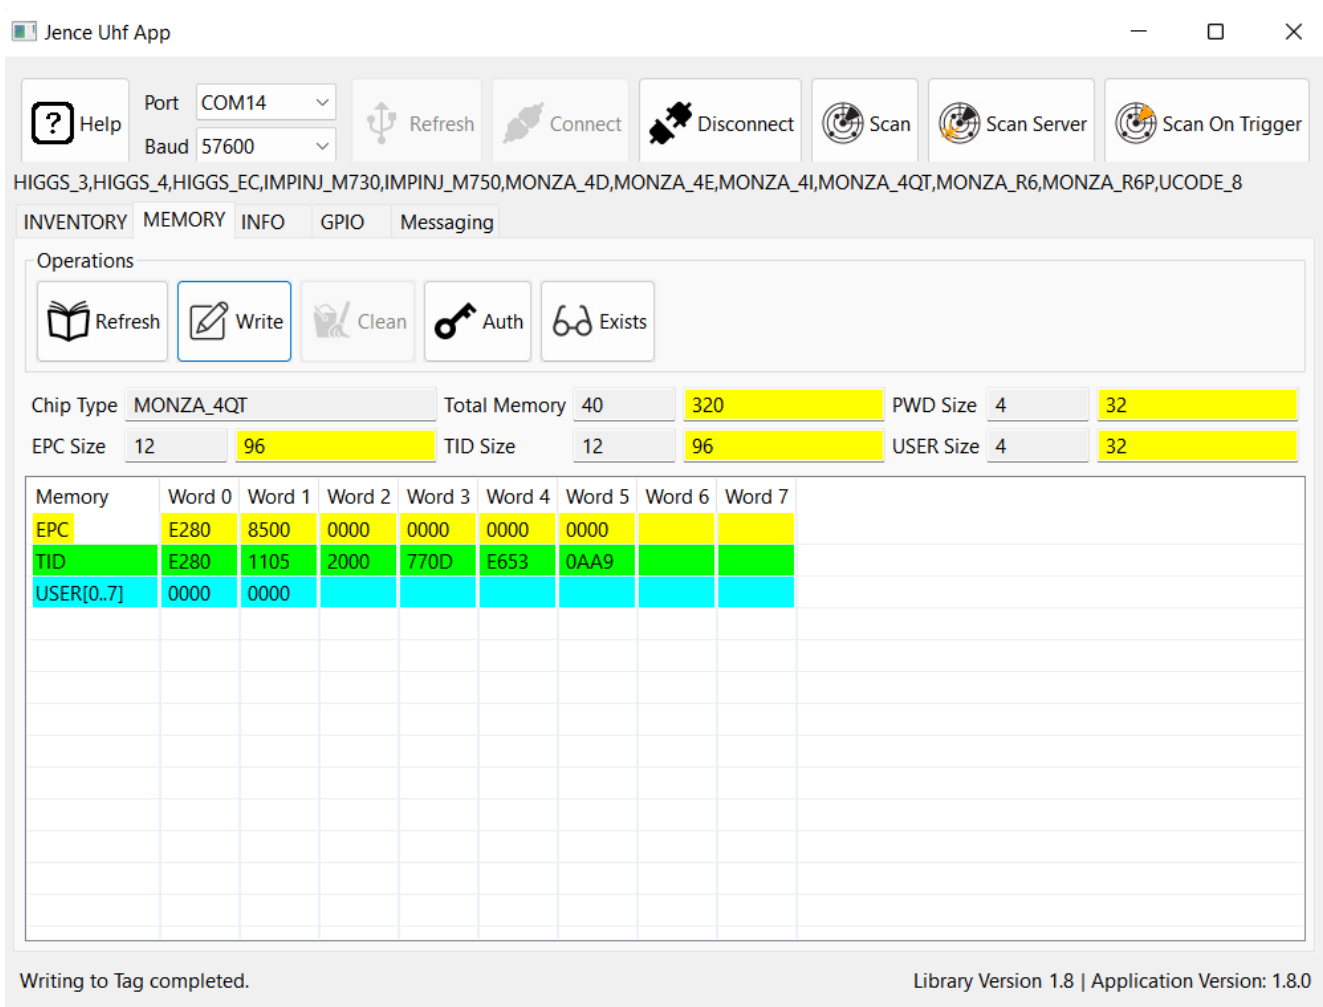 Jence Uhf App
Help
Port COM14
Baud 57600
Refresh Connect Disconnect Scan Scan Server Scan On Trigger
HIGGS_3,HIGGS_4,HIGGS_EC,IMPINJ_M730,IMPINJ_M750,MONZA_4D,MONZA_4E,MONZA_4I,MONZA_4QT,MONZA_R6,MONZA_R6P,UCODE_8
INVENTORY MEMORY INFO GPIO Messaging
Operations
Refresh Write Clean Auth Exists
Chip Type MONZA_4QT Total Memory 40 320 PWD Size 4 32
EPC Size 12 96 TID Size 12 96 USER Size 4 32
Memory Word 0 Word 1 Word 2 Word 3 Word 4 Word 5 Word 6 Word 7
EPC E280 8500 0000 0000 0000 0000
TID E280 1105 2000 770D E653 0AA9
USER[0..7] 0000 0000
Writing to Tag completed. Library Version 1.8 | Application Version: 1.8.0